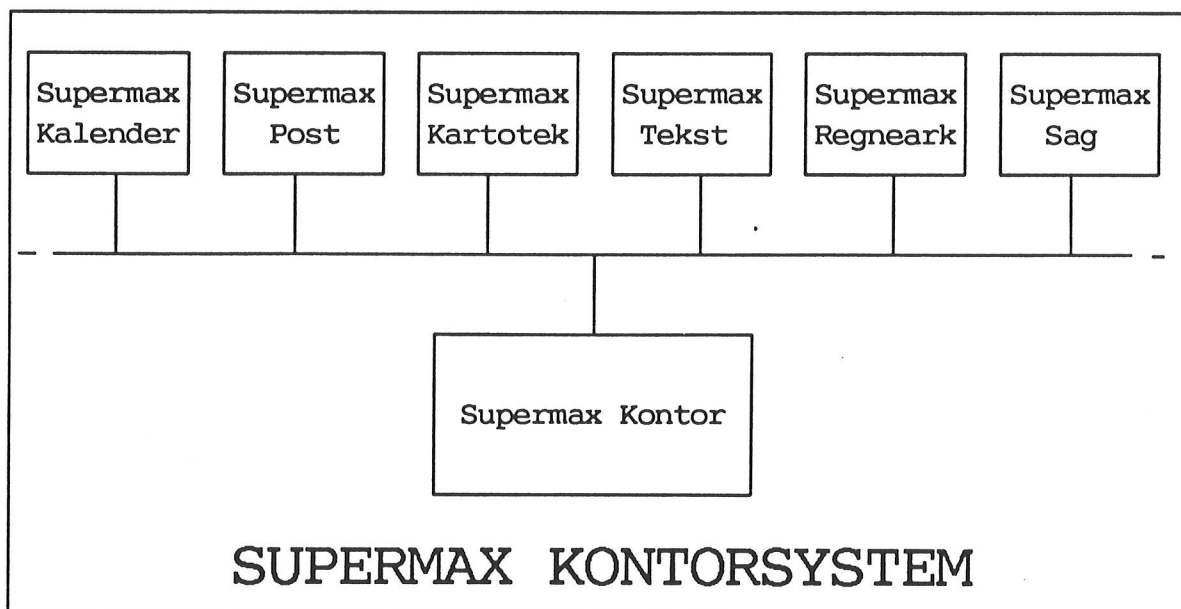 Supermax
Kalender
Supermax
Post
Supermax
Kartotek
Supermax
Tekst
Supermax
Regneark
Supermax
Sag
Supermax Kontor
SUPERMAX KONTORSYSTEM